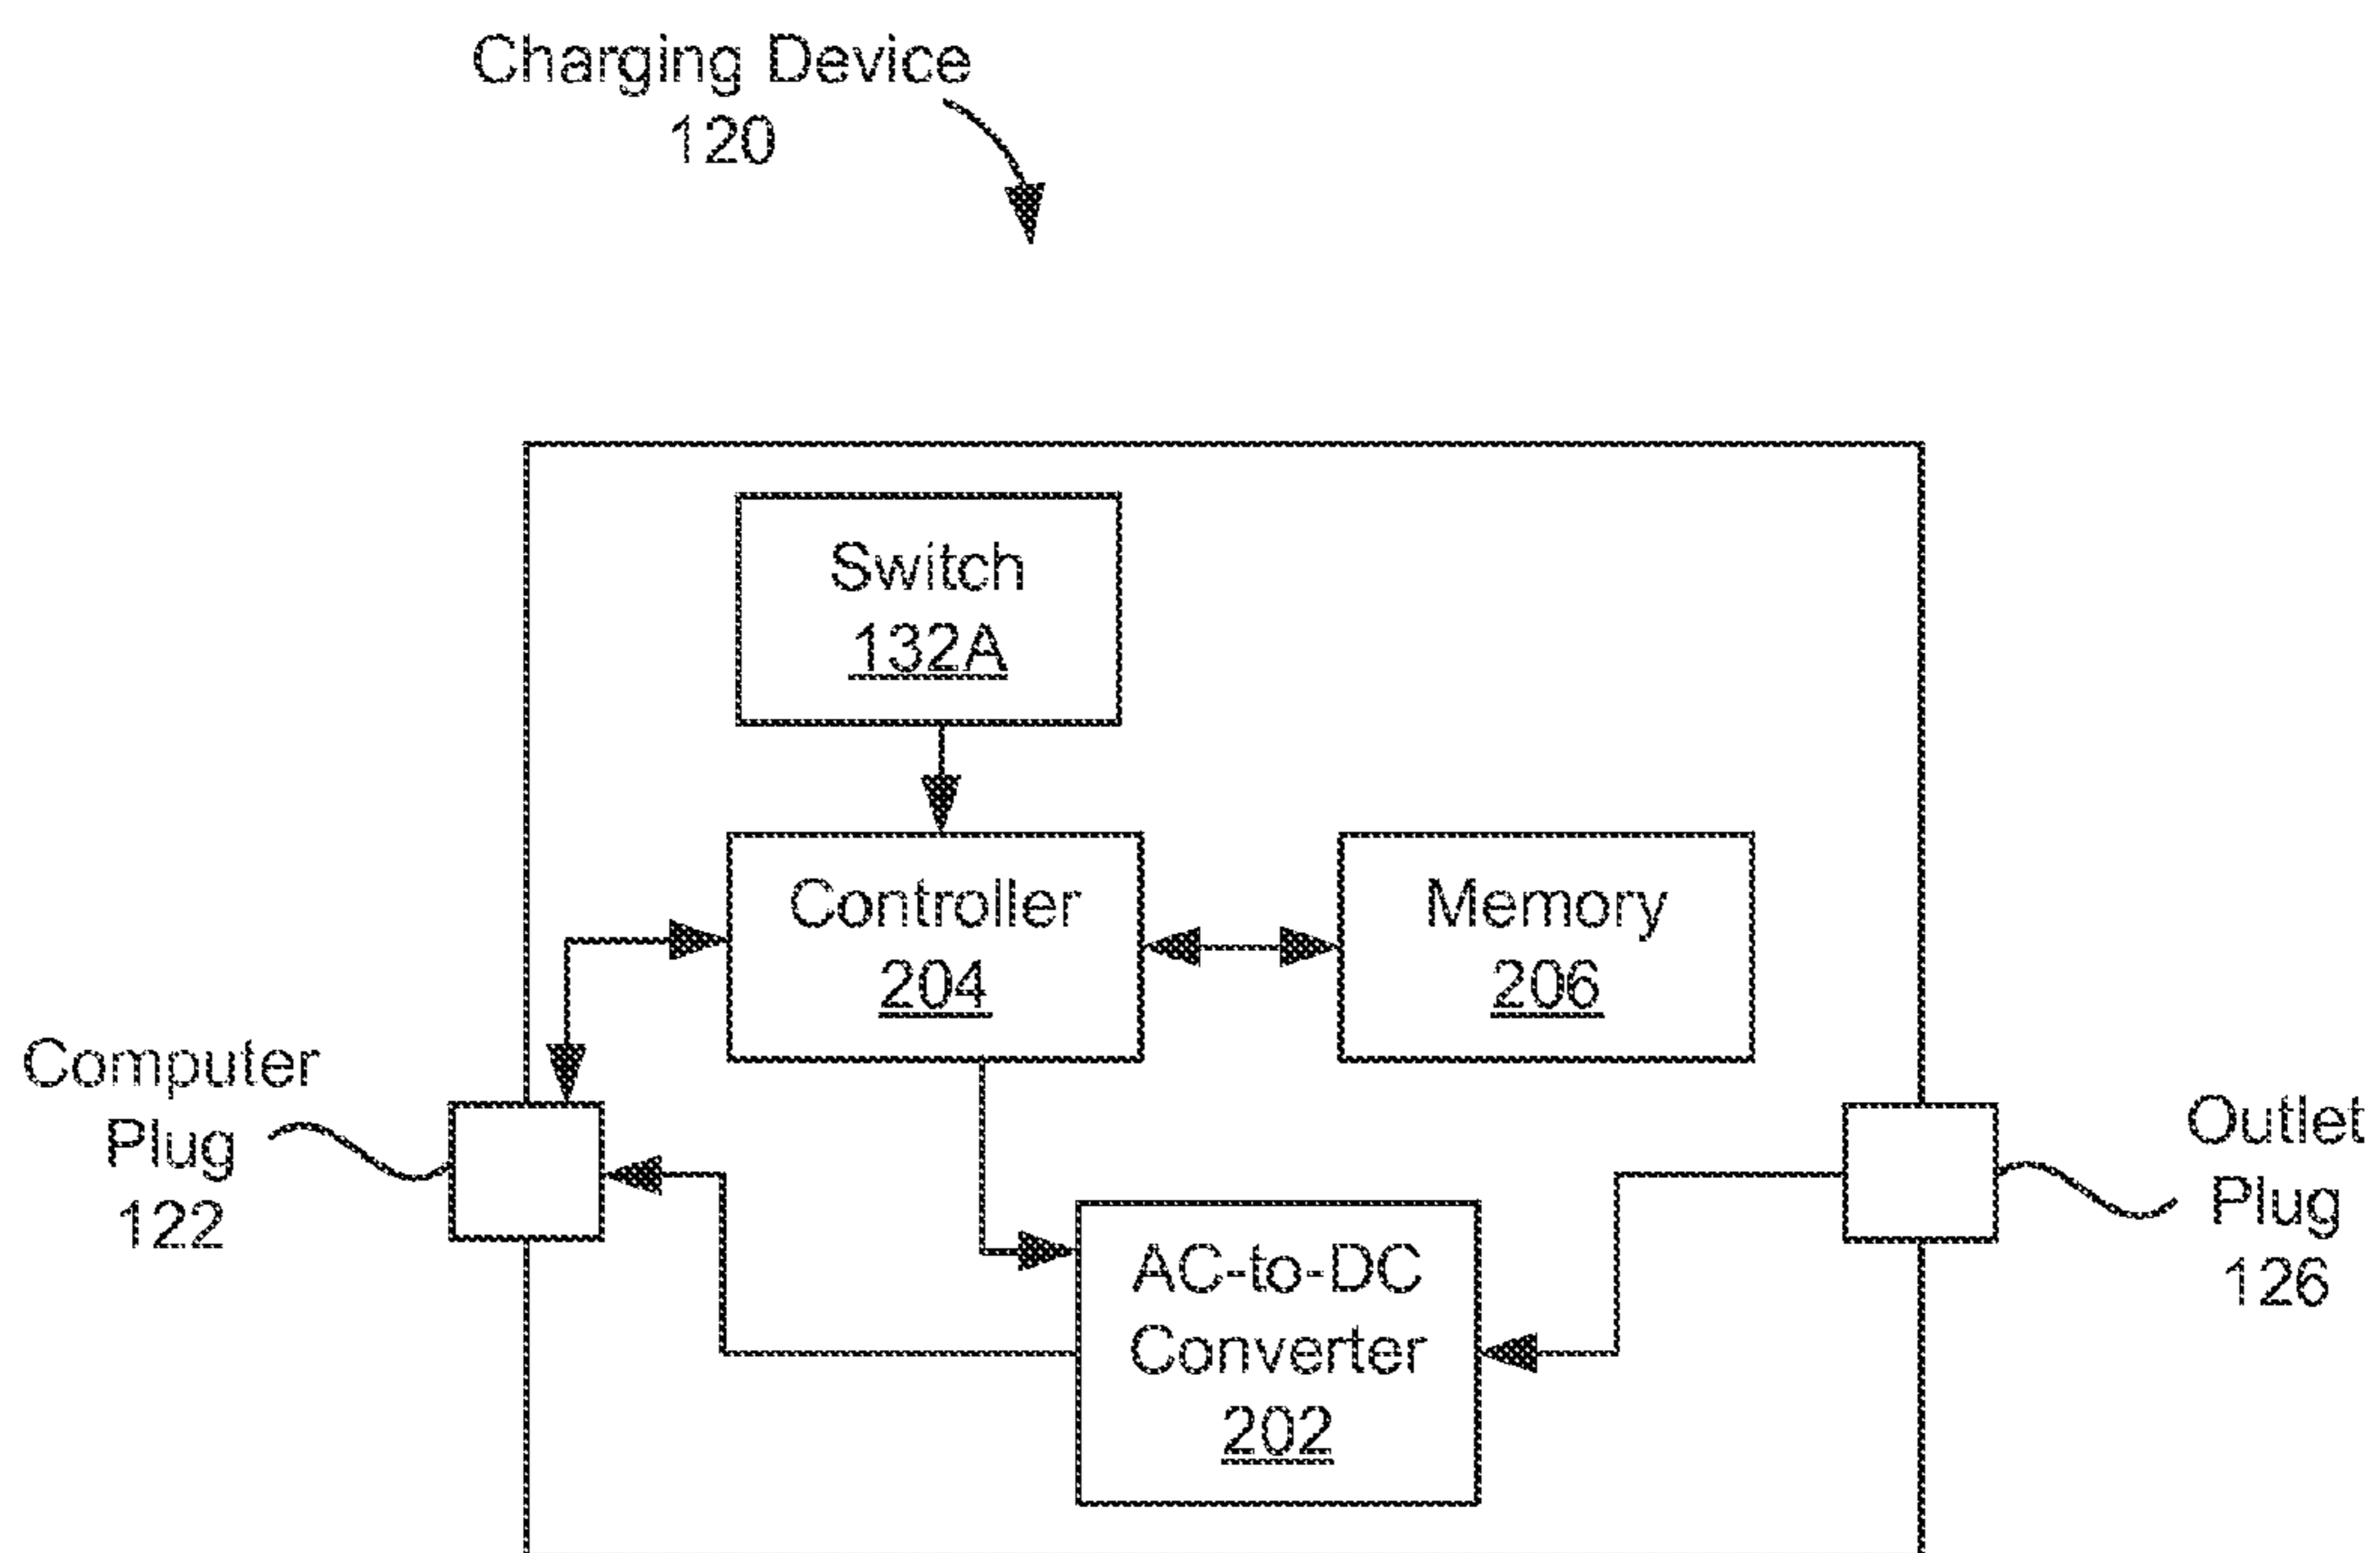 Charging Device
120
Switch
132A
Controller
204
Memory
206
Computer
Plug
122
Outlet
Plug
126
AC-to-DC
Converter
202